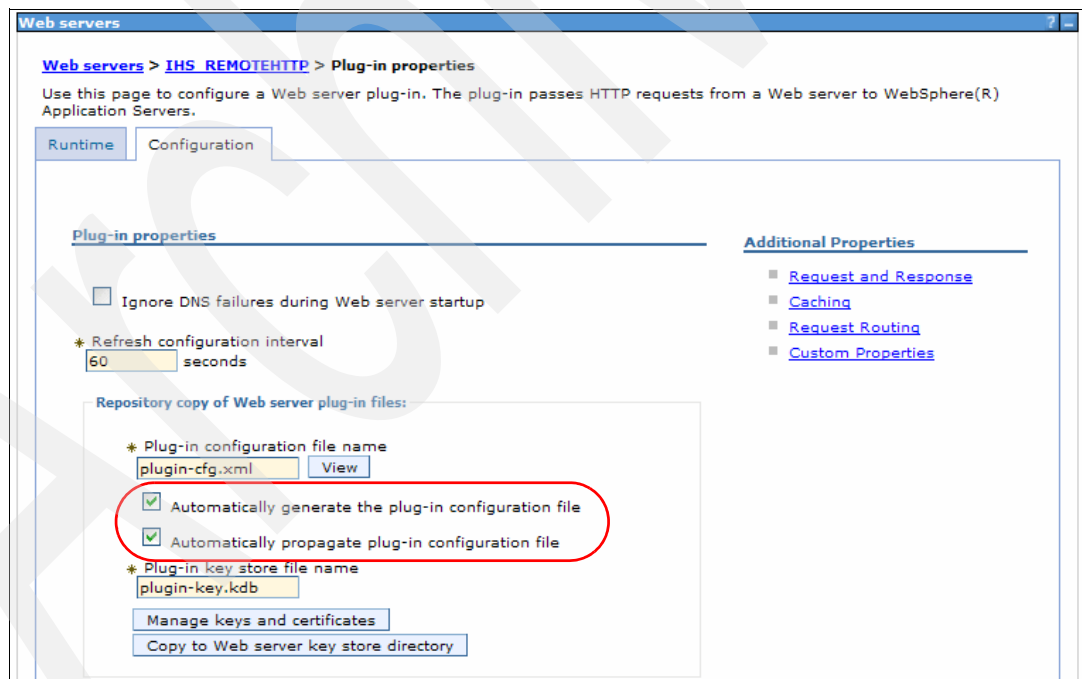 Web servers
? _
Web servers > IHS_REMOTEHTTP > Plug-in properties
Use this page to configure a Web server plug-in. The plug-in passes HTTP requests from a Web server to WebSphere(R)
Application Servers.
Runtime
Configuration
Plug-in properties
Additional Properties
Ignore DNS failures during Web server startup
Request and Response
Caching
Request Routing
Custom Properties
* Refresh configuration interval
60 seconds
Repository copy of Web server plug-in files:
* Plug-in configuration file name
plugin-cfg.xml View
Automatically generate the plug-in configuration file
Automatically propagate plug-in configuration file
* Plug-in key store file name
plugin-key.kdb
Manage keys and certificates
Copy to Web server key store directory